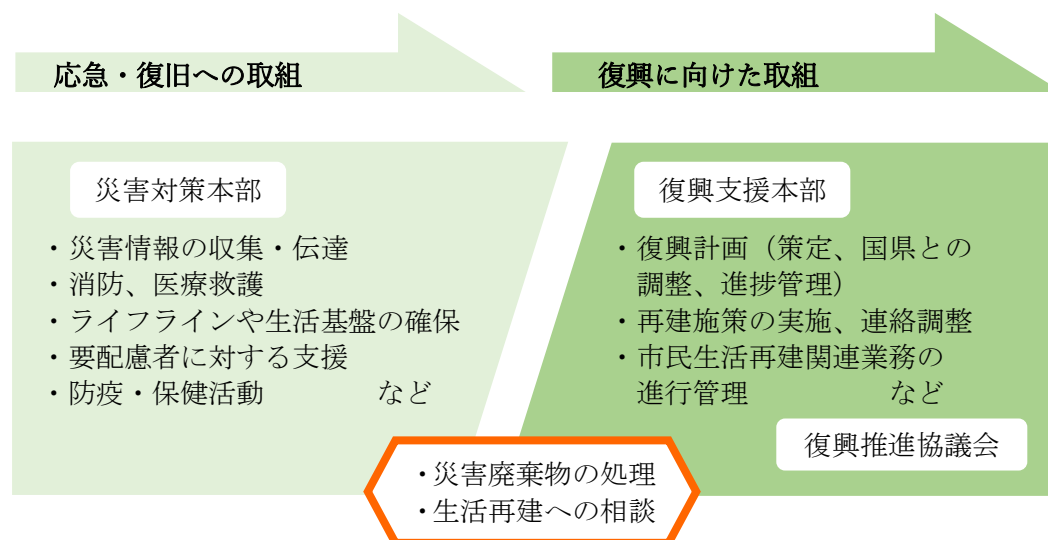 応急・復旧への取組
復興に向けた取組
災害対策本部
・災害情報の収集・伝達
・消防、医療救護
・ライフラインや生活基盤の確保
・要配慮者に対する支援
・防疫・保健活動　　　　　　など
復興支援本部
・復興計画（策定、国県との
調整、進捗管理）
・再建施策の実施、連絡調整
・市民生活再建関連業務の
進行管理　　　　　　　など
復興推進協議会
・災害廃棄物の処理
・生活再建への相談